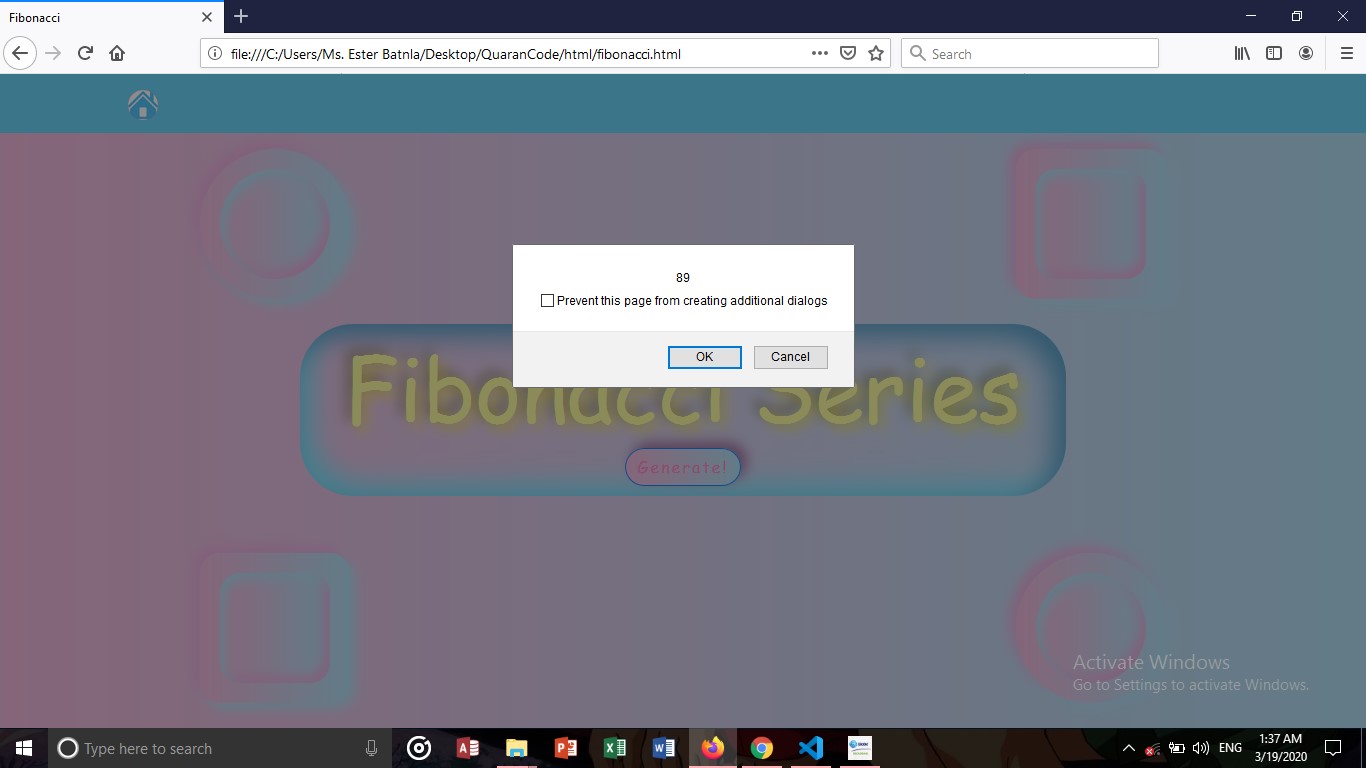 Fibonacci
file:///C:/Users/Ms. Ester Batnla/Desktop/QuaranCode/html/fibonacci.html
Search
89
Prevent this page from creating additional dialogs
OK Cancel
Fibonacci Series
Generate!
Activate Windows
Go to Settings to activate Windows.
Type here to search
ENG
1:37 AM
3/19/2020